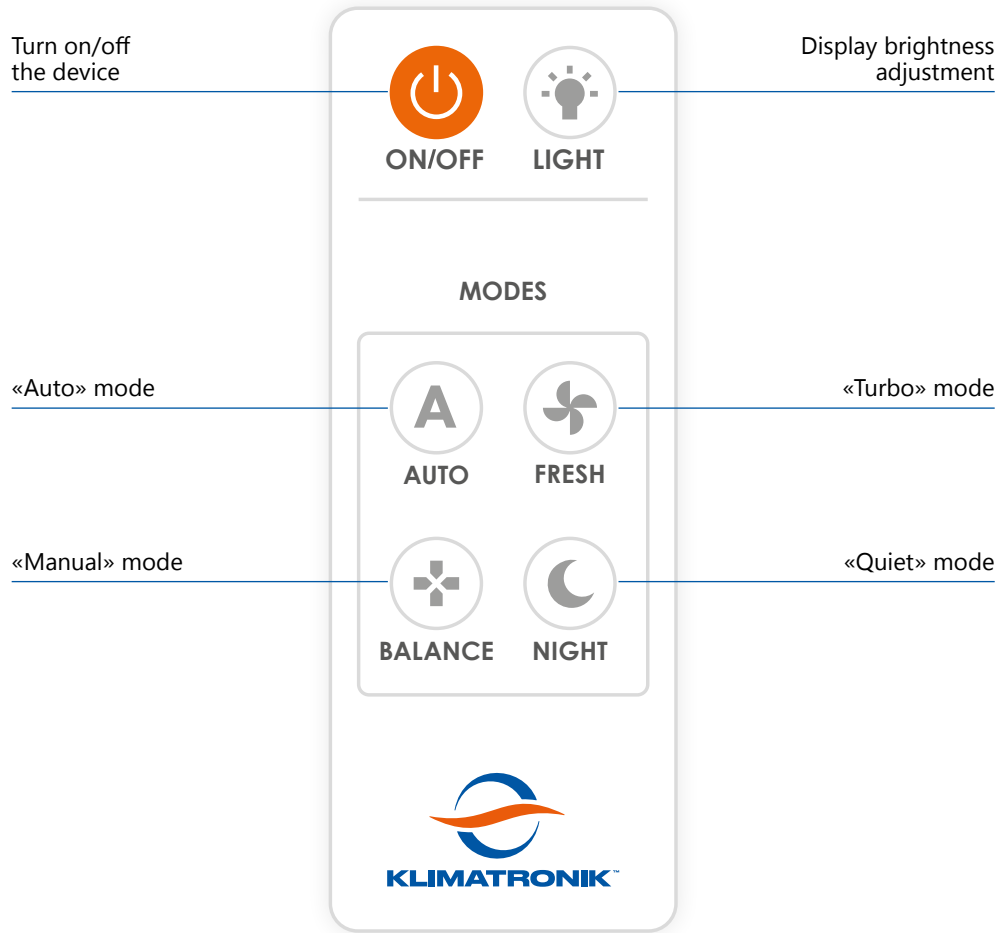 Turn on/off
the device
Display brightness
adjustment
ON/OFF
LIGHT
MODES
«Auto» mode
«Turbo» mode
A
AUTO
FRESH
«Manual» mode
«Quiet» mode
BALANCE
NIGHT
KLIMATRONIK™